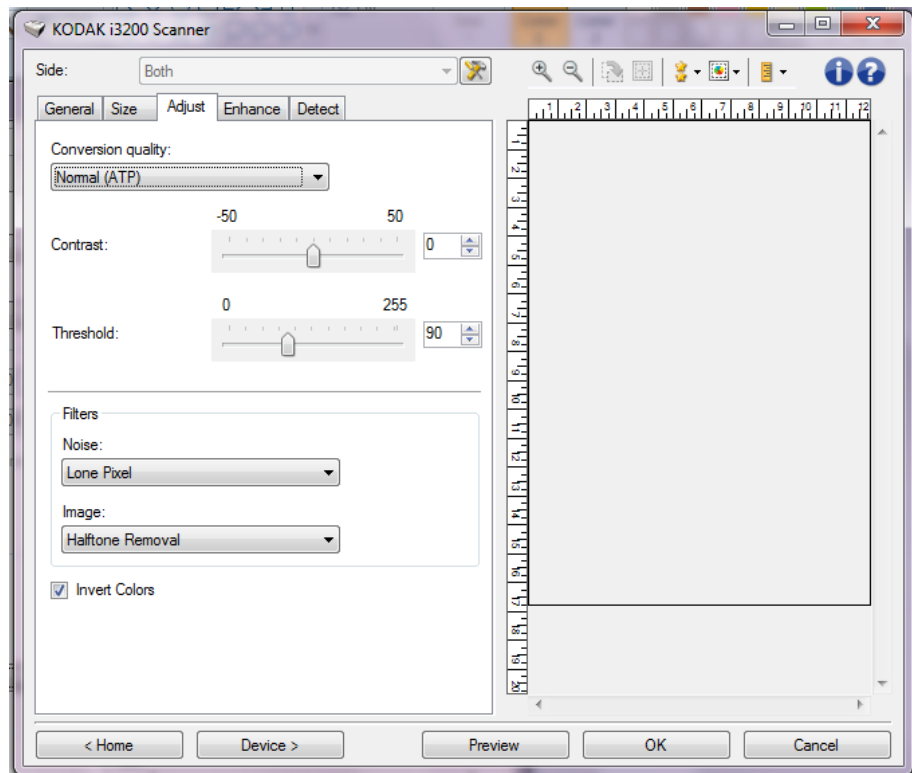 KODAK i3200 Scanner
Side: Both
General Size Adjust Enhance Detect
Conversion quality:
Normal (ATP)
-50 50
Contrast: 0
0 255
Threshold: 90
Filters
Noise:
Lone Pixel
Image:
Halftone Removal
Invert Colors
1 2 3 4 5 6 7 8 9 10 11 12
1
2
3
4
5
6
7
8
9
10
11
12
13
14
15
16
17
18
19
20
< Home Device > Preview OK Cancel